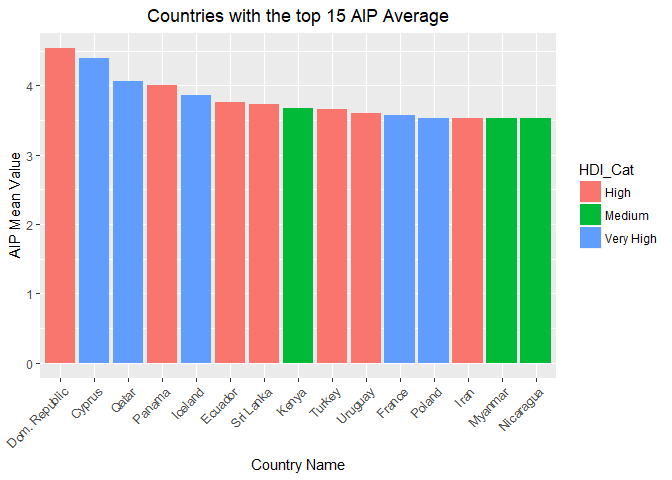 Countries with the top 15 AIP Average
AIP Mean Value
4
3
2
1
0
Dom. Republic
Cyprus
Qatar
Panama
Iceland
Ecuador
Sri Lanka
Kenya
Turkey
Uruguay
France
Poland
Iran
Myanmar
Nicaragua
Country Name
HDI_Cat
High
Medium
Very High